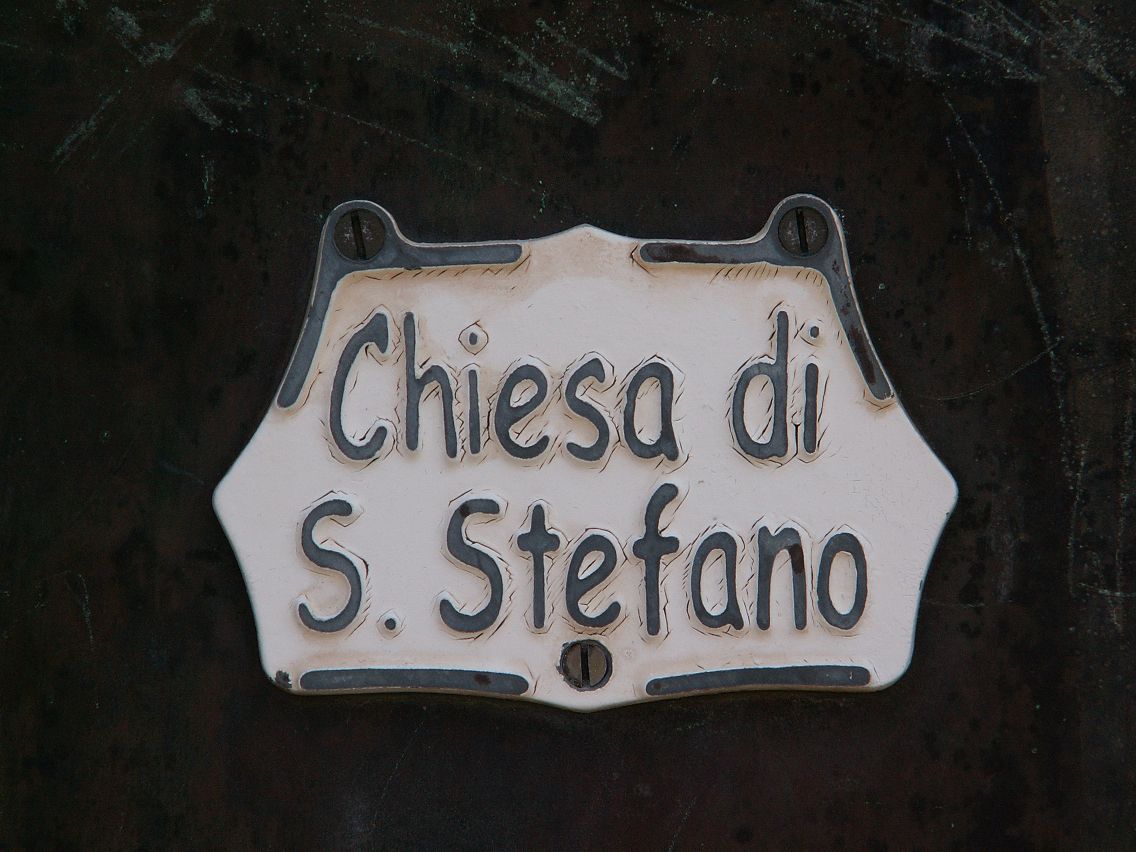 Chiesa di
S. Stefano